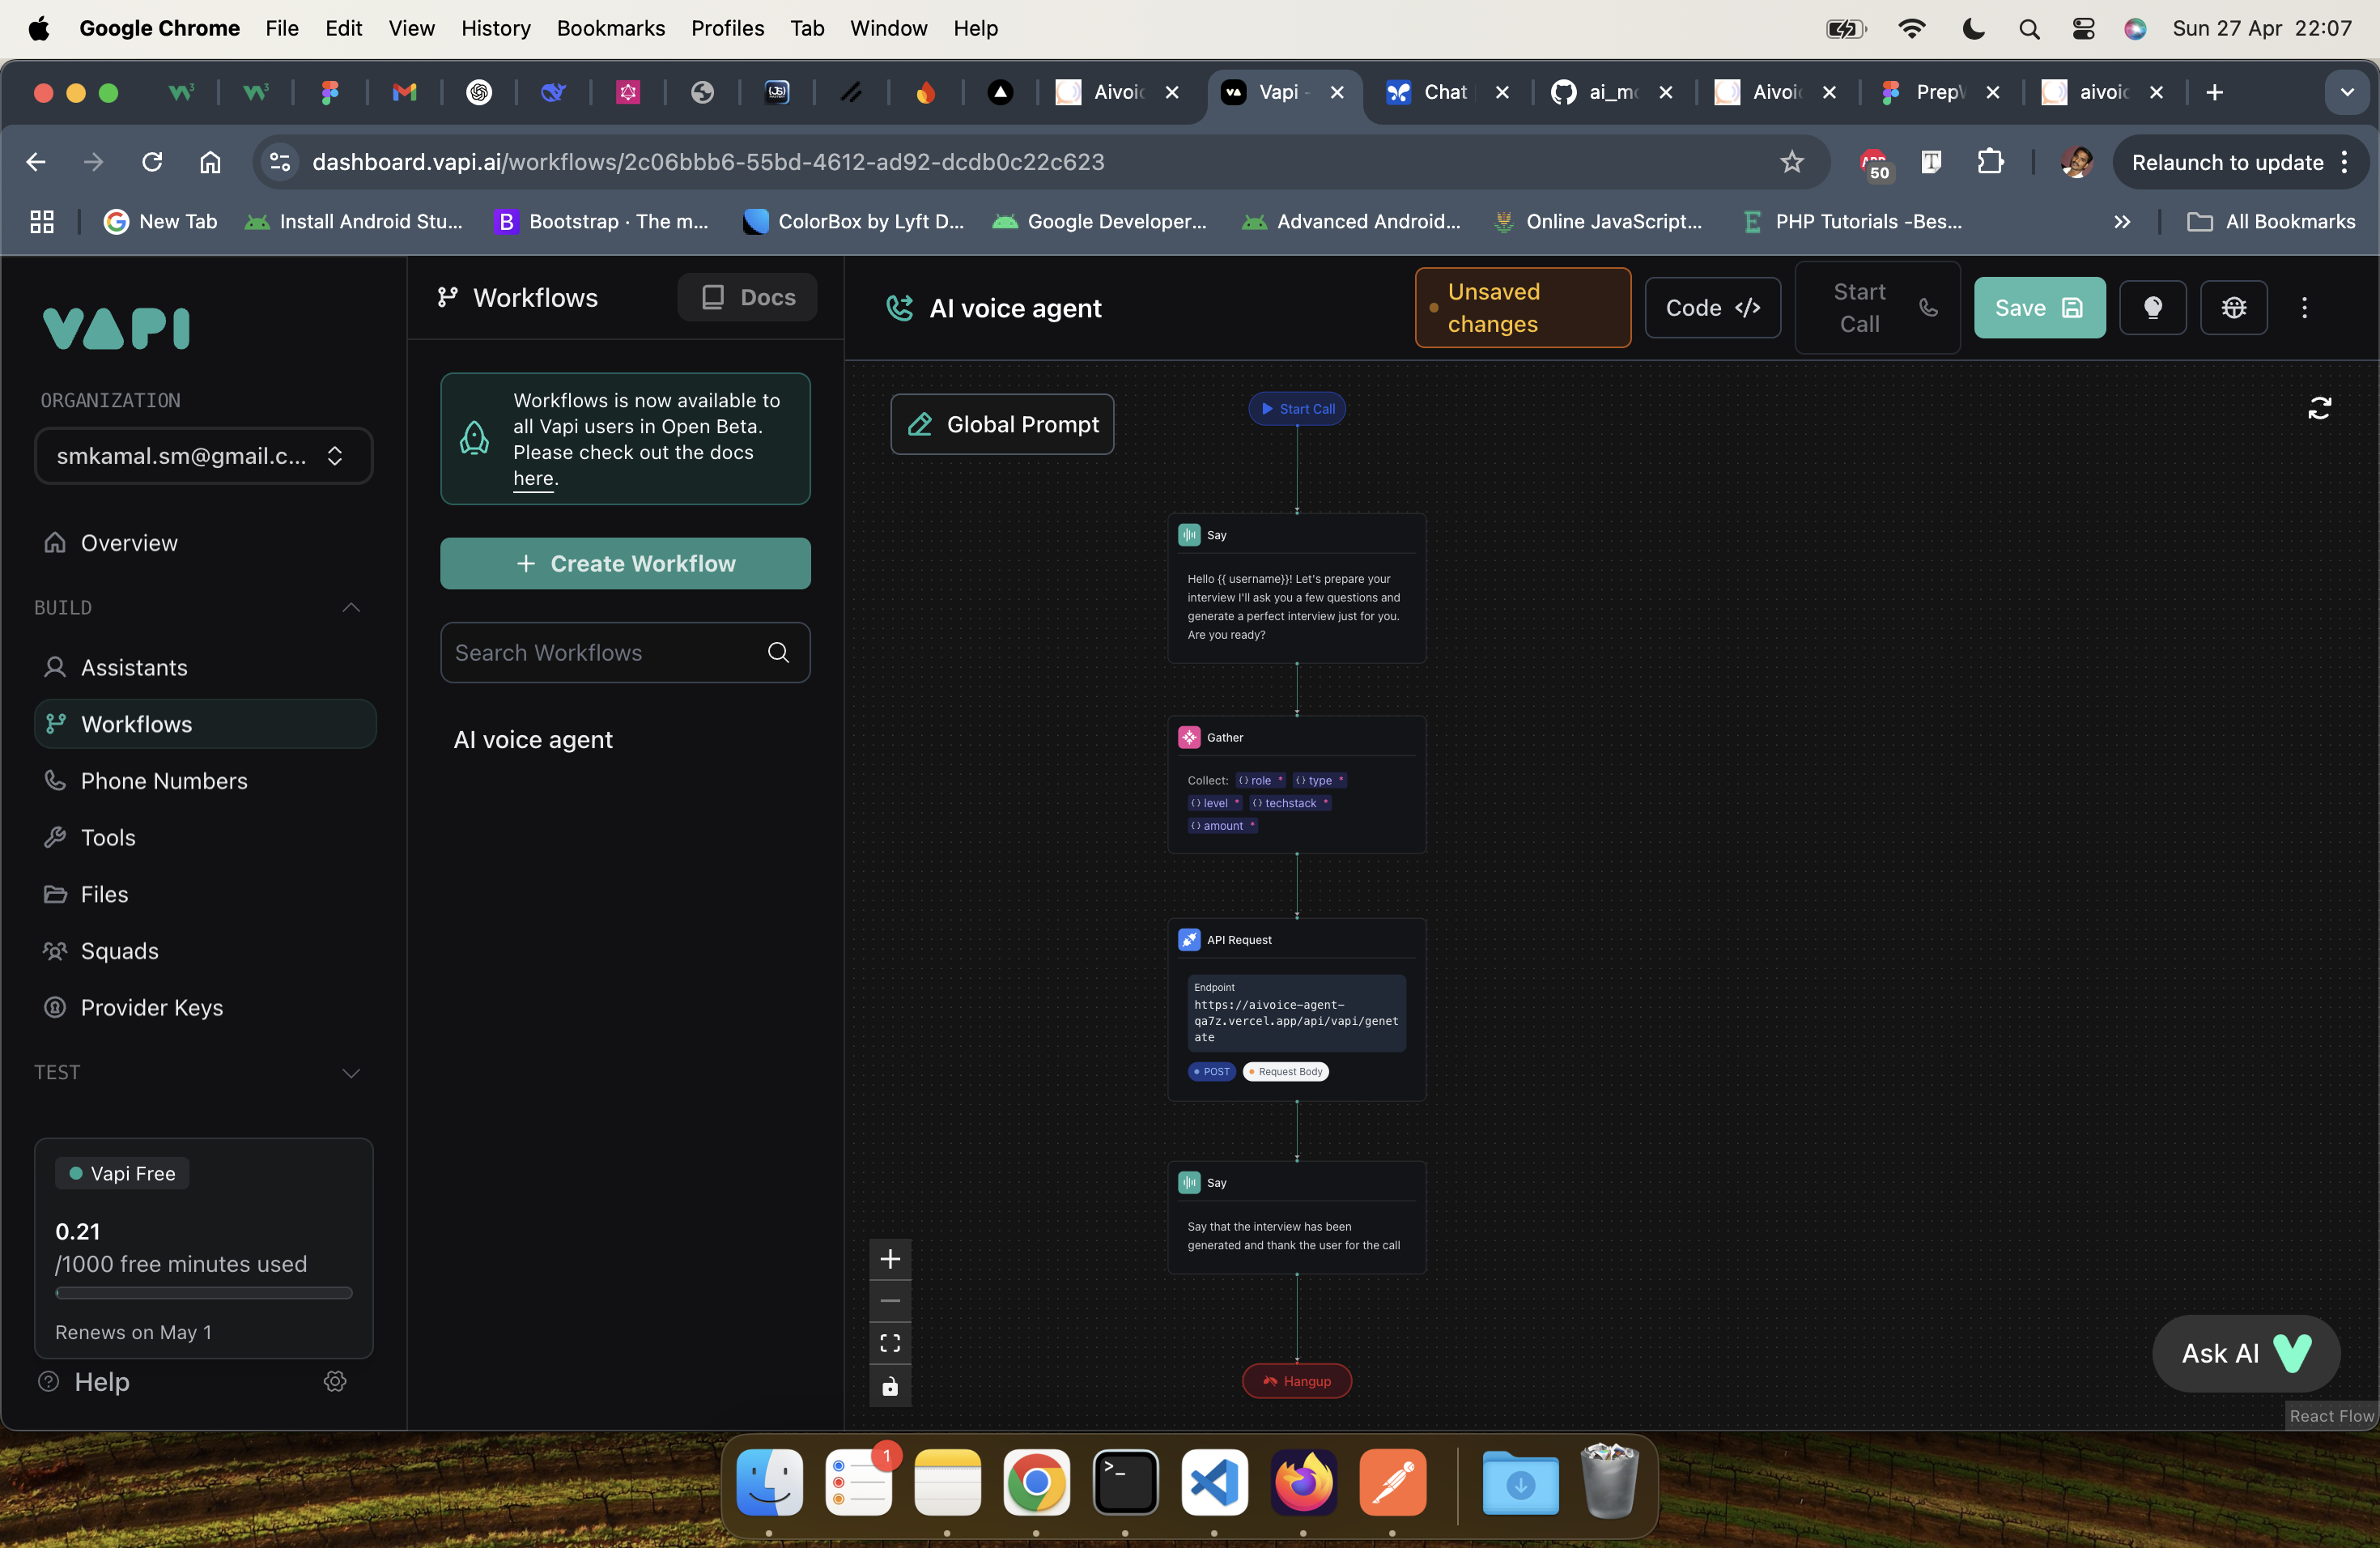 Google Chrome File Edit View History Bookmarks Profiles Tab Window Help
Sun 27 Apr 22:07
Aivoic
Vapi -
Chat
ai_mo
Aivoic
PrepW
aivoic
dashboard.vapi.ai/workflows/2c06bbb6-55bd-4612-ad92-dcdb0c22c623
ABP
50
T
Relaunch to update
New Tab
Install Android Stu...
Bootstrap · The m...
ColorBox by Lyft D...
Google Developer...
Advanced Android...
Online JavaScript...
PHP Tutorials -Bes...
All Bookmarks
VAPI
ORGANIZATION
smkamal.sm@gmail.c...
Overview
BUILD
Assistants
Workflows
Phone Numbers
Tools
Files
Squads
Provider Keys
TEST
Vapi Free
0.21
/1000 free minutes used
Renews on May 1
Help
Workflows
Docs
Workflows is now available to
all Vapi users in Open Beta.
Please check out the docs
here.
+ Create Workflow
Search Workflows
AI voice agent
AI voice agent
Unsaved
changes
Code </>
Start
Call
Save
Global Prompt
Start Call
Say
Hello {{ username}}! Let's prepare your
interview I'll ask you a few questions and
generate a perfect interview just for you.
Are you ready?
Gather
Collect: {} role * {} type *
{} level * {} techstack *
{} amount *
API Request
Endpoint
https://aivoice-agent-
qa7z.vercel.app/api/vapi/genet
ate
POST
Request Body
Say
Say that the interview has been
generated and thank the user for the call
Hangup
Ask AI
React Flow
1